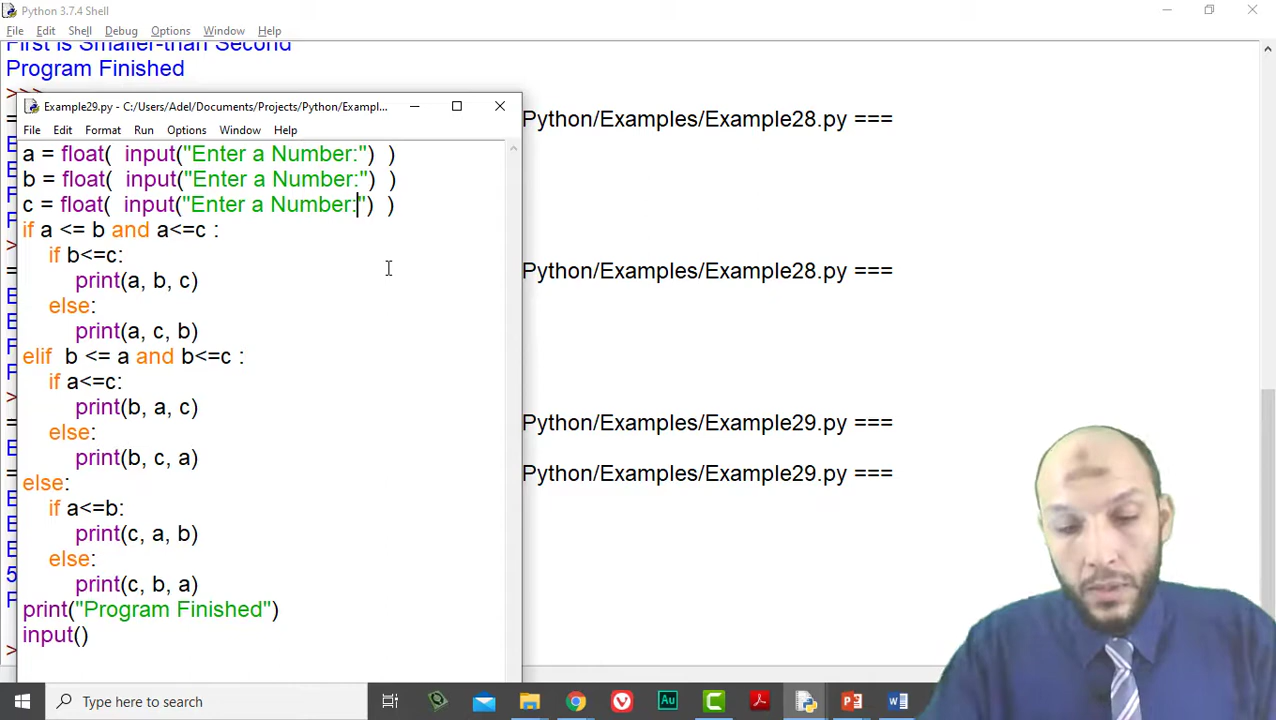 Python 3.7.4 Shell
File Edit Shell Debug Options Window Help
First is Smaller-than Second
Program Finished
>>>
Python/Examples/Example28.py ===
Python/Examples/Example28.py ===
Python/Examples/Example29.py ===
Python/Examples/Example29.py ===
Example29.py - C:/Users/Adel/Documents/Projects/Python/Exampl...
File Edit Format Run Options Window Help
a = float( input("Enter a Number:") )
b = float( input("Enter a Number:") )
c = float( input("Enter a Number:") )
if a <= b and a<=c :
if b<=c:
print(a, b, c)
else:
print(a, c, b)
elif b <= a and b<=c :
if a<=c:
print(b, a, c)
else:
print(b, c, a)
else:
if a<=b:
print(c, a, b)
else:
print(c, b, a)
print("Program Finished")
input()
Type here to search